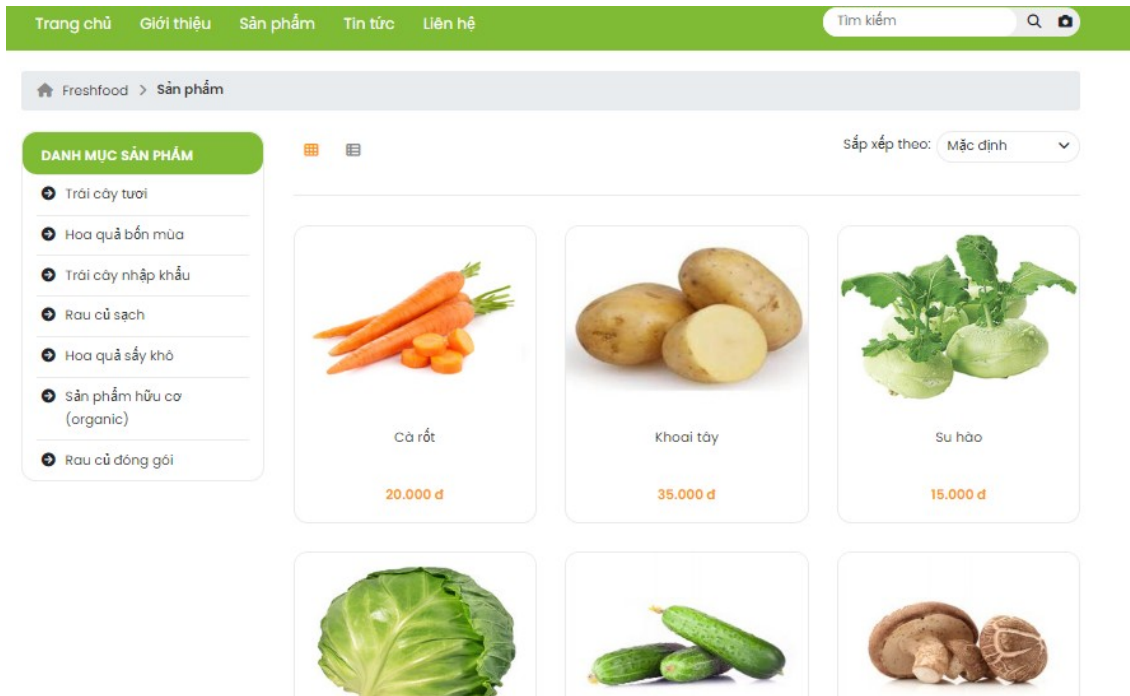 Trang chủ Giới thiệu Sản phẩm Tin tức Liên hệ Tìm kiếm
Freshfood > Sản phẩm
DANH MỤC SẢN PHẨM
Trái cây tươi
Hoa quả bốn mùa
Trái cây nhập khẩu
Rau củ sạch
Hoa quả sấy khô
Sản phẩm hữu cơ
(organic)
Rau củ đóng gói
Sắp xếp theo: Mặc định
Cà rốt Khoai tây Su hào
20.000 đ 35.000 đ 15.000 đ